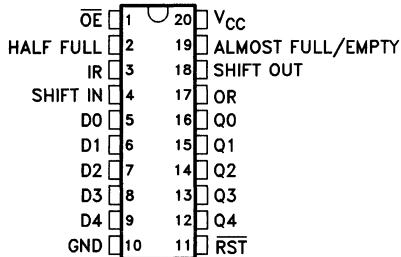 OE 1 20 VCC
HALF FULL 2 19 ALMOST FULL/EMPTY
IR 3 18 SHIFT OUT
SHIFT IN 4 17 OR
D0 5 16 Q0
D1 6 15 Q1
D2 7 14 Q2
D3 8 13 Q3
D4 9 12 Q4
GND 10 11 RST